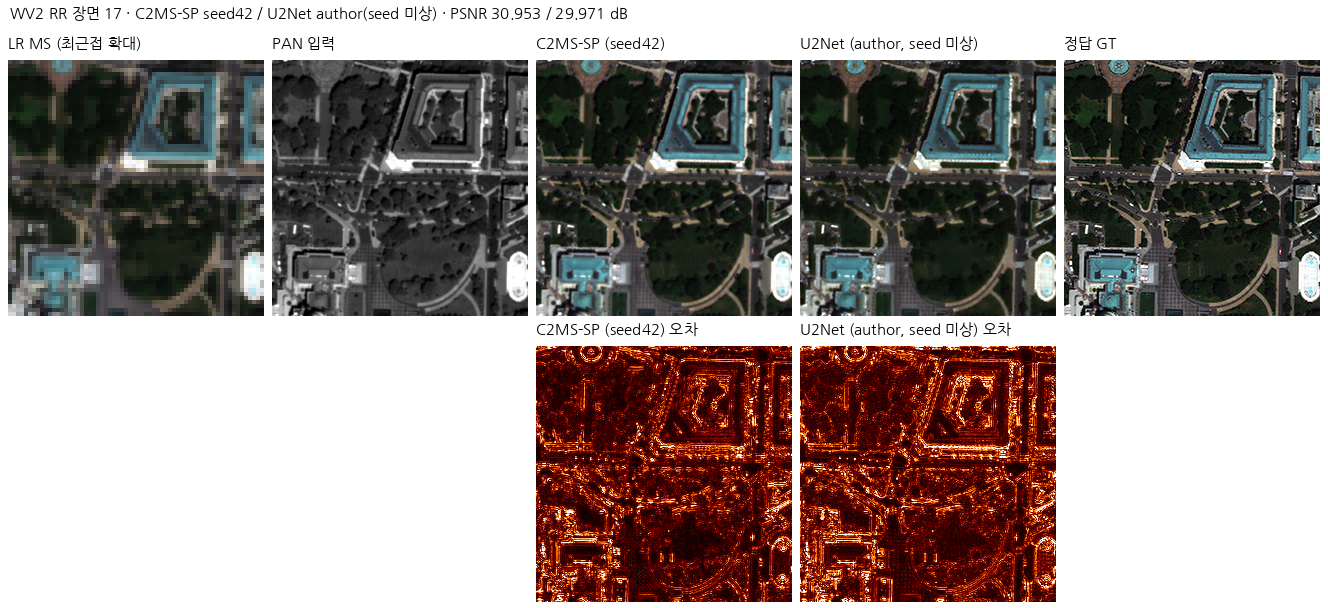 WV2 RR 장면 17 · C2MS-SP seed42 / U2Net author(seed 미상) · PSNR 30.953 / 29.971 dB
LR MS (최근접 확대)
PAN 입력
C2MS-SP (seed42)
U2Net (author, seed 미상)
정답 GT
C2MS-SP (seed42) 오차
U2Net (author, seed 미상) 오차